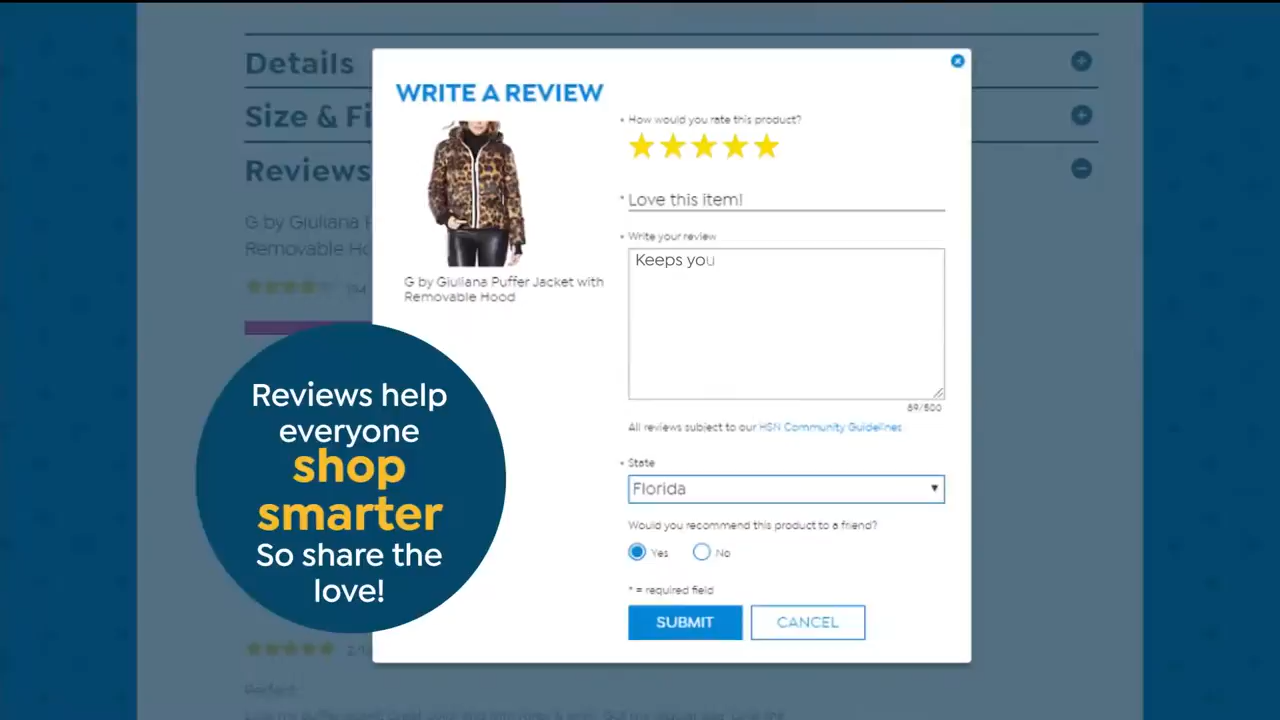 Details
Size & Fi
Reviews
G by Giuliana
Removable
WRITE A REVIEW
G by Giuliana Puffer Jacket with
Removable Hood
* How would you rate this product?
* Love this item!
* Write your review
Keeps you
59/500
All reviews subject to our HSN Community Guidelines
* State
Florida
Would you recommend this product to a friend?
Yes No
* = required field
SUBMIT CANCEL
Reviews help
everyone
shop
smarter
So share the
love!
Perfect